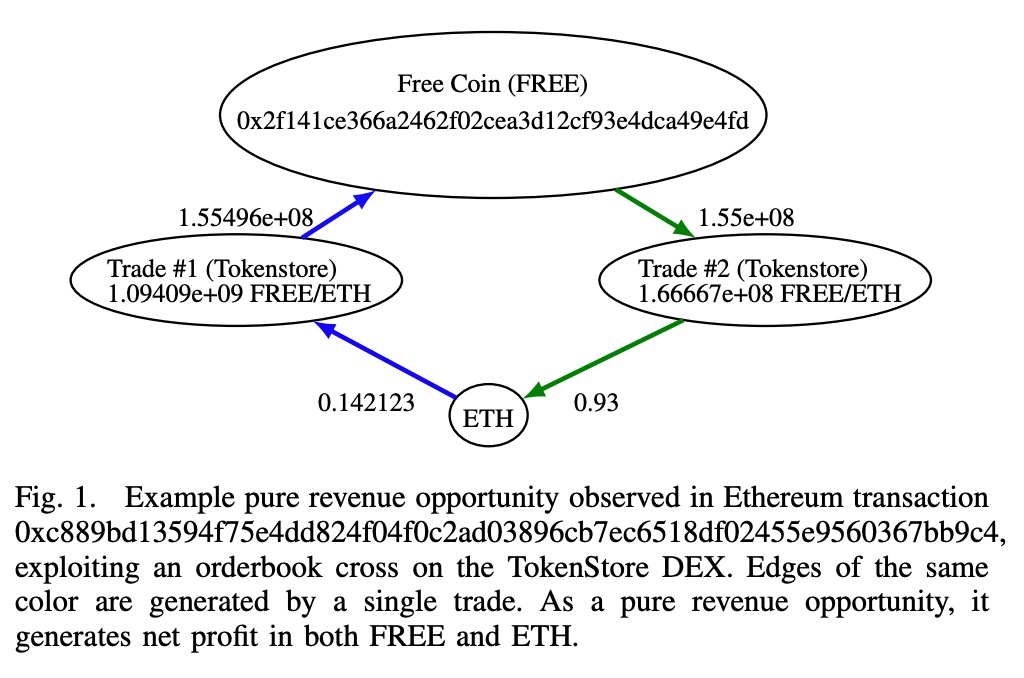 Free Coin (FREE)
0x2f141ce366a2462f02cea3d12cf93e4dca49e4fd
1.55496e+08
1.55e+08
Trade #1 (Tokenstore)
1.09409e+09 FREE/ETH
Trade #2 (Tokenstore)
1.66667e+08 FREE/ETH
0.142123
ETH
0.93
Fig. 1. Example pure revenue opportunity observed in Ethereum transaction
0xc889bd13594f75e4dd824f04f0c2ad03896cb7ec6518df02455e9560367bb9c4,
exploiting an orderbook cross on the TokenStore DEX. Edges of the same
color are generated by a single trade. As a pure revenue opportunity, it
generates net profit in both FREE and ETH.